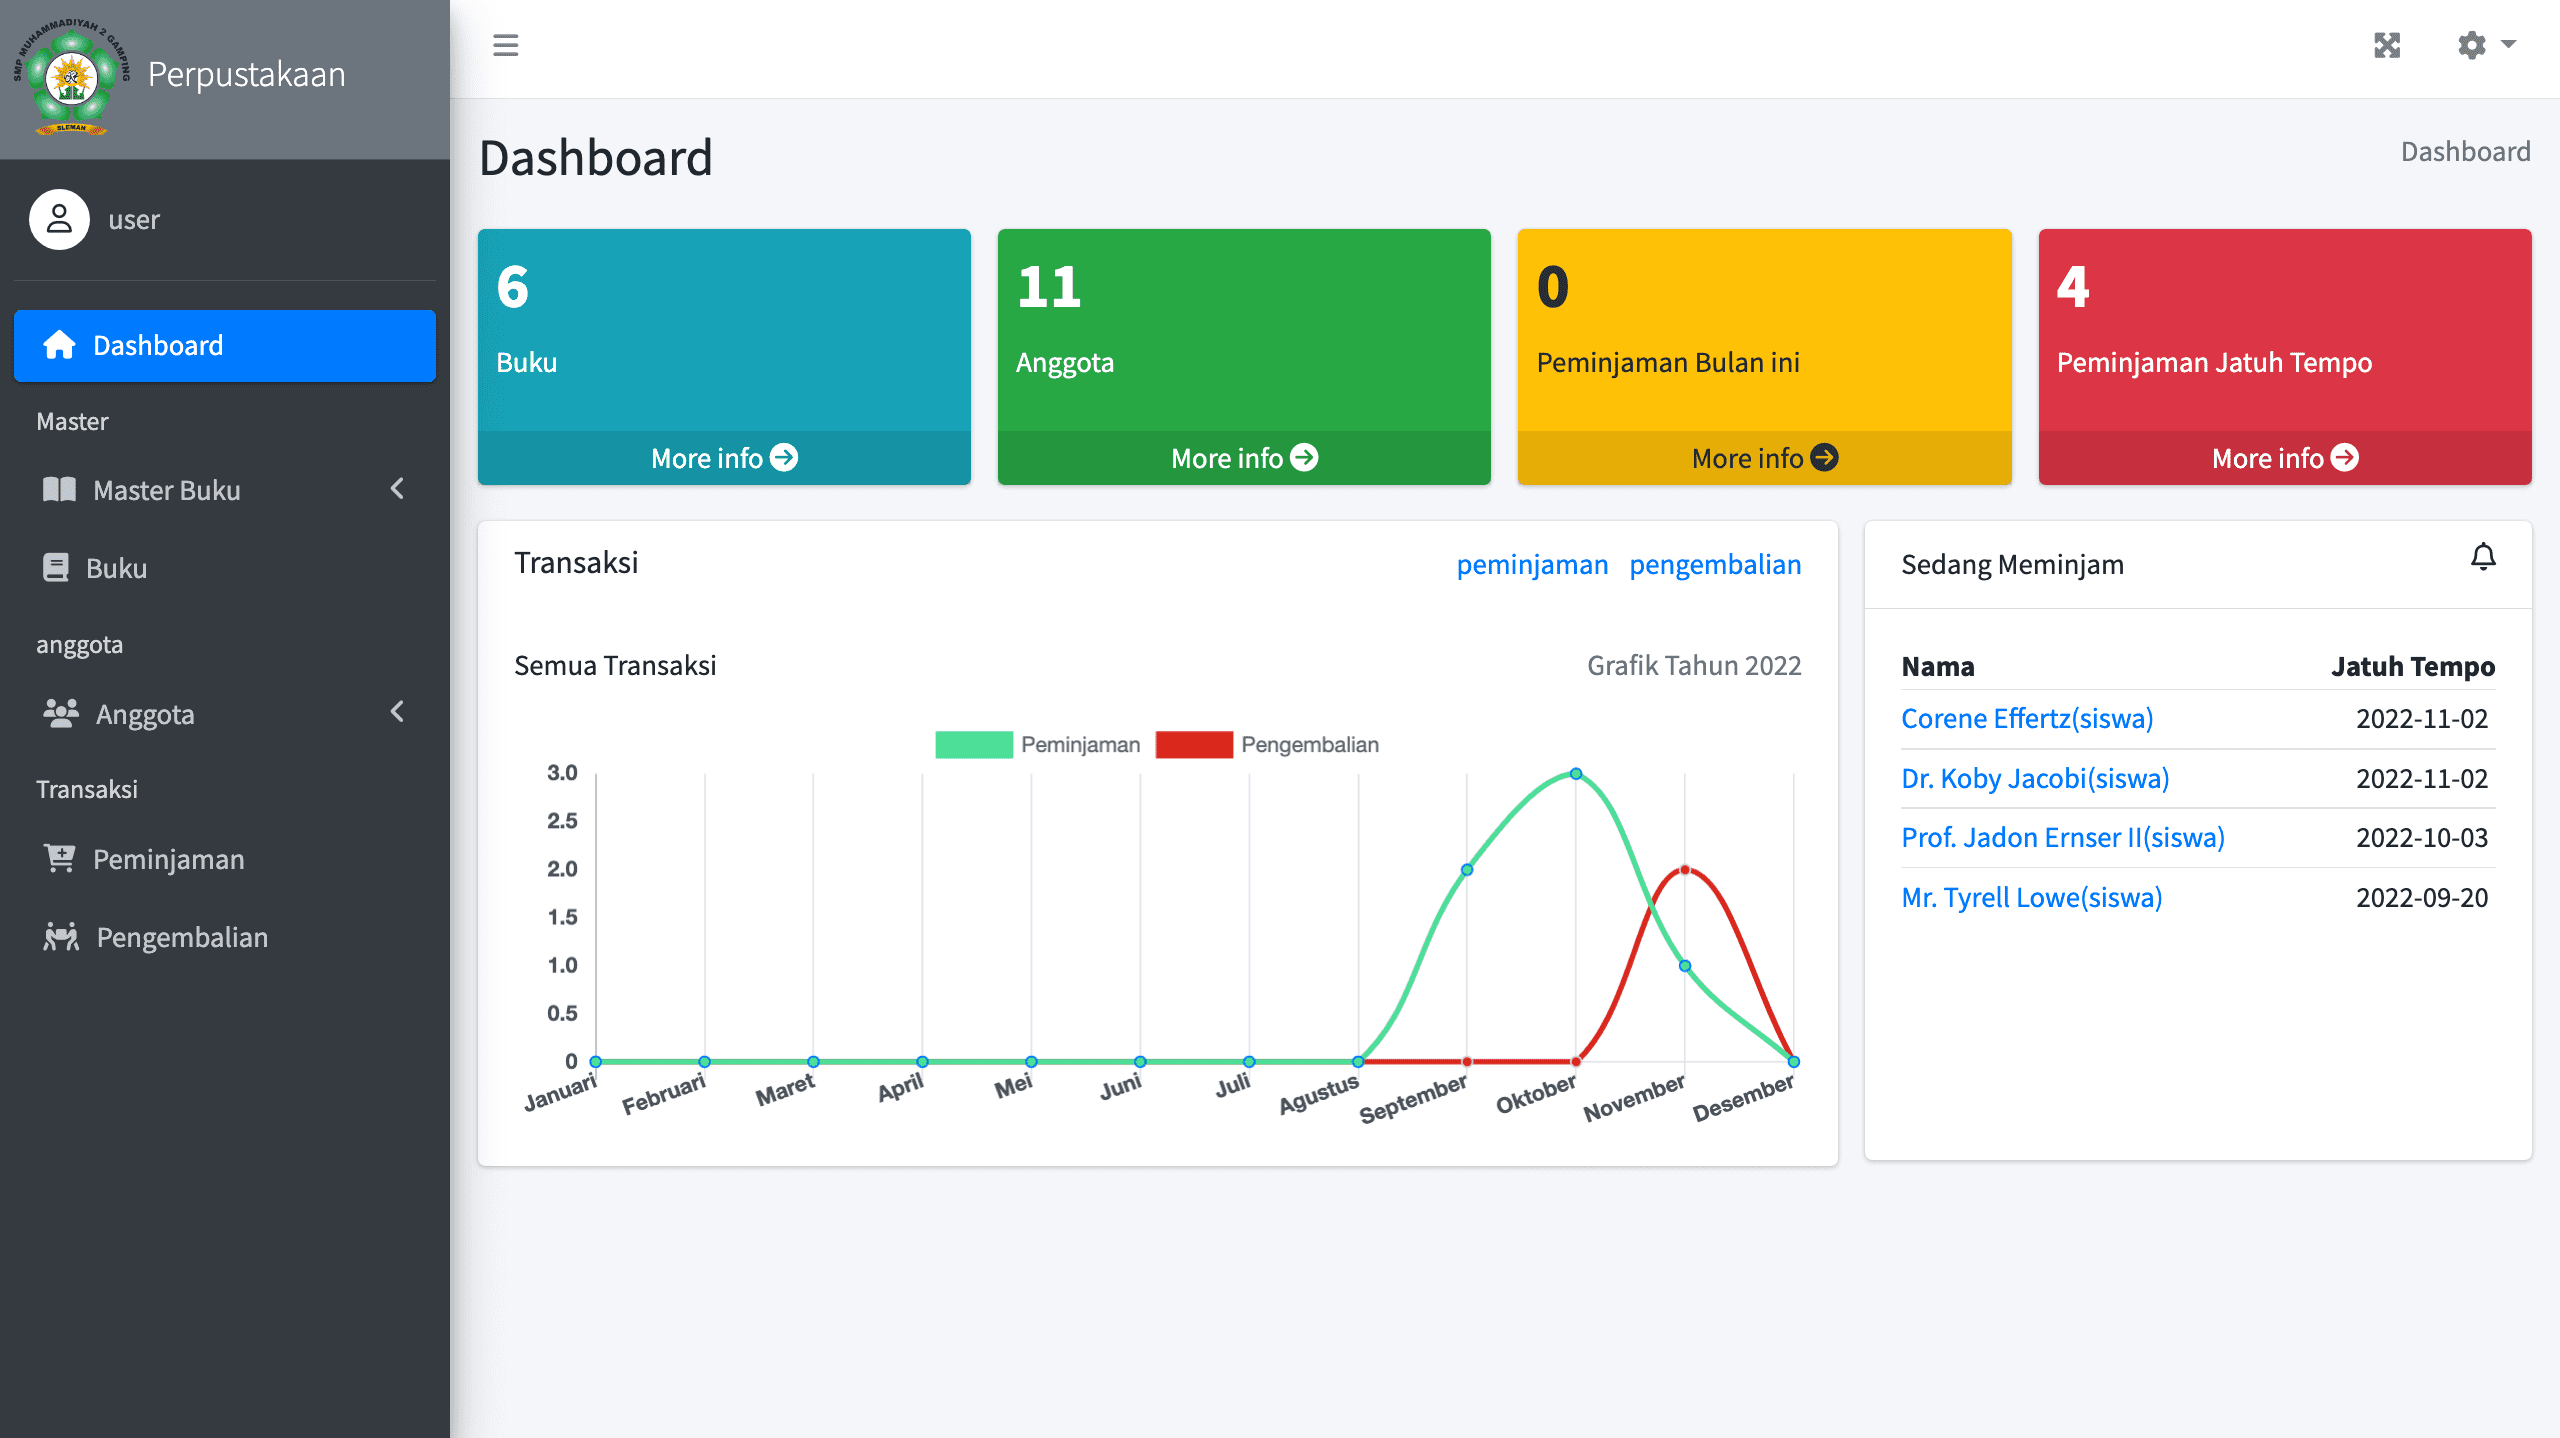 SMP MUHAMMADIYAH 2 GAMPING
SLEMAN
Perpustakaan
user
Dashboard
Master
Master Buku
Buku
anggota
Anggota
Transaksi
Peminjaman
Pengembalian
Dashboard
Dashboard
6
Buku
More info
11
Anggota
More info
0
Peminjaman Bulan ini
More info
4
Peminjaman Jatuh Tempo
More info
Transaksi
peminjaman pengembalian
Semua Transaksi
Grafik Tahun 2022
Peminjaman Pengembalian
3.0
2.5
2.0
1.5
1.0
0.5
0
Januari Februari Maret April Mei Juni Juli Agustus September Oktober November Desember
Sedang Meminjam
Nama Jatuh Tempo
Corene Effertz(siswa) 2022-11-02
Dr. Koby Jacobi(siswa) 2022-11-02
Prof. Jadon Ernser II(siswa) 2022-10-03
Mr. Tyrell Lowe(siswa) 2022-09-20